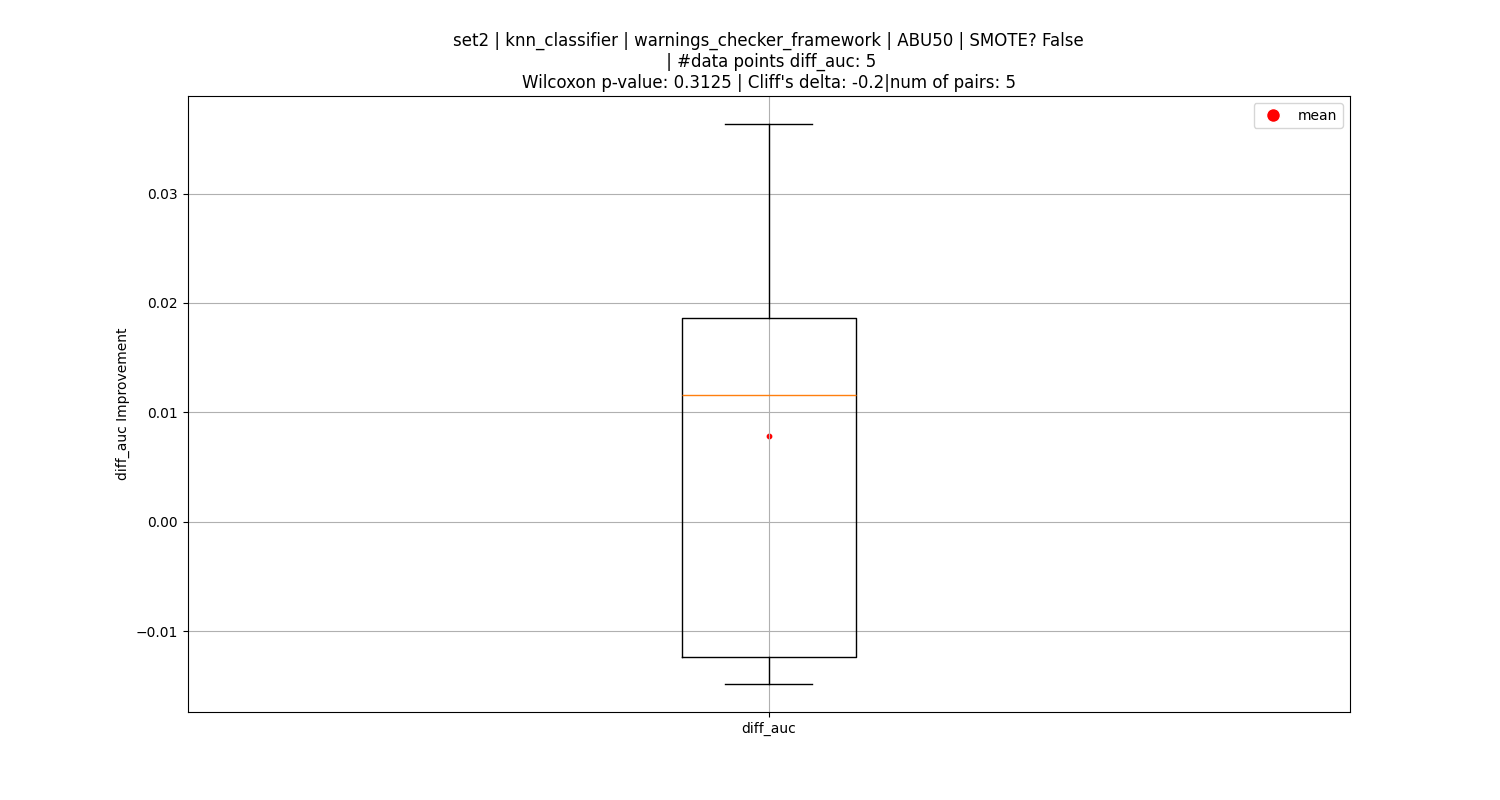 set2 | knn_classifier | warnings_checker_framework | ABU50 | SMOTE? False
| #data points diff_auc: 5
Wilcoxon p-value: 0.3125 | Cliff's delta: -0.2|num of pairs: 5
mean
0.03
0.02
0.01
0.00
−0.01
diff_auc Improvement
diff_auc